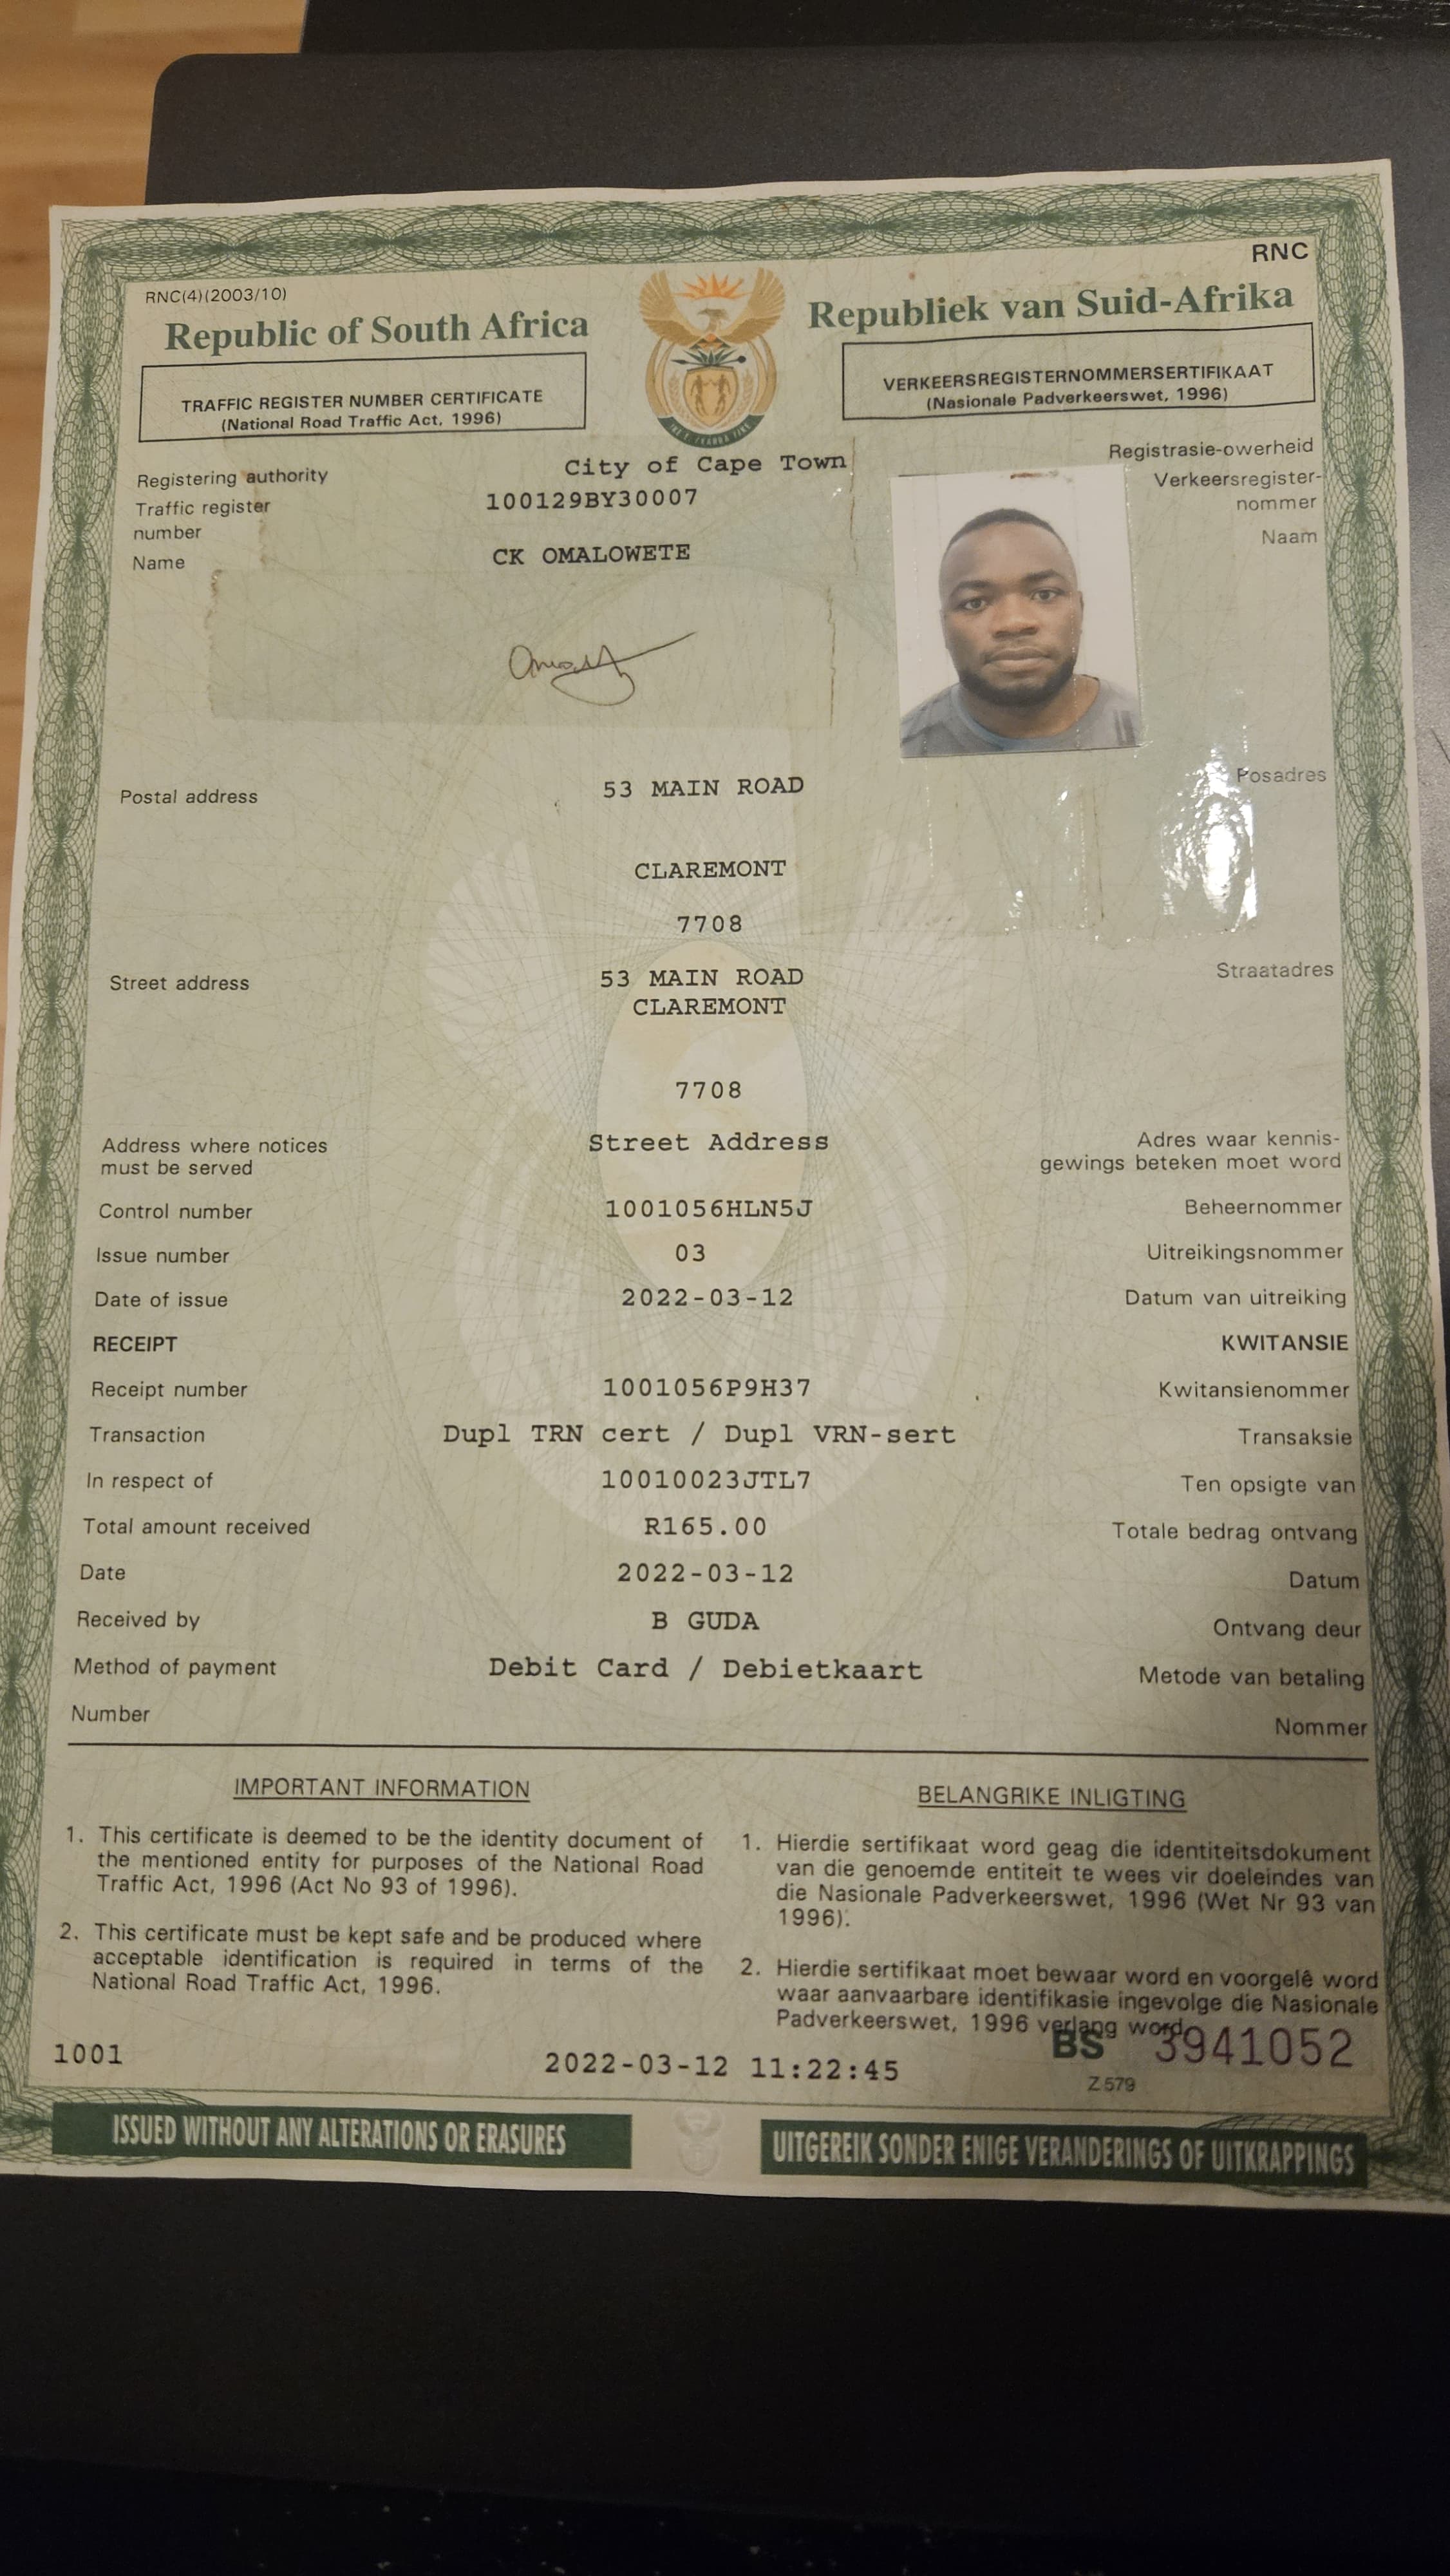 RNC
RNC(4)(2003/10)
Republic of South Africa
Republiek van Suid-Afrika
TRAFFIC REGISTER NUMBER CERTIFICATE
(National Road Traffic Act, 1996)
VERKEERSREGISTERNOMMERSERTIFIKAAT
(Nasionale Padverkeerswet, 1996)
Registering authority City of Cape Town Registrasie-owerheid
Traffic register number 100129BY30007 Verkeersregister-nommer
Name CK OMALOWETE Naam
Postal address 53 MAIN ROAD Posadres
CLAREMONT
7708
Street address 53 MAIN ROAD Straatadres
CLAREMONT
7708
Address where notices Street Address Adres waar kennis-
must be served gewings beteken moet word
Control number 1001056HLN5J Beheernommer
Issue number 03 Uitreikingsnommer
Date of issue 2022-03-12 Datum van uitreiking
RECEIPT KWITANSIE
Receipt number 1001056P9H37 Kwitansienommer
Transaction Dupl TRN cert / Dupl VRN-sert Transaksie
In respect of 10010023JTL7 Ten opsigte van
Total amount received R165.00 Totale bedrag ontvang
Date 2022-03-12 Datum
Received by B GUDA Ontvang deur
Method of payment Debit Card / Debietkaart Metode van betaling
Number Nommer
IMPORTANT INFORMATION
1. This certificate is deemed to be the identity document of
the mentioned entity for purposes of the National Road
Traffic Act, 1996 (Act No 93 of 1996).
2. This certificate must be kept safe and be produced where
acceptable identification is required in terms of the
National Road Traffic Act, 1996.
BELANGRIKE INLIGTING
1. Hierdie sertifikaat word geag die identiteitsdokument
van die genoemde entiteit te wees vir doeleindes van
die Nasionale Padverkeerswet, 1996 (Wet Nr 93 van
1996).
2. Hierdie sertifikaat moet bewaar word en voorgelê word
waar aanvaarbare identifikasie ingevolge die Nasionale
Padverkeerswet, 1996 verlang word.
1001 2022-03-12 11:22:45 BS 3941052
Z 579
ISSUED WITHOUT ANY ALTERATIONS OR ERASURES
UITGEREIK SONDER ENIGE VERANDERINGS OF UITKRAPPINGS